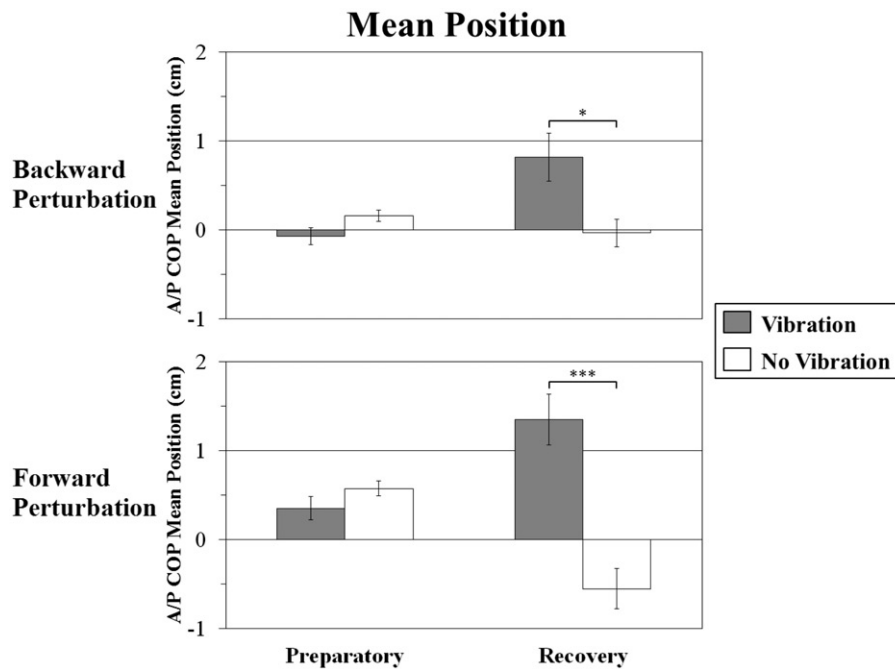 Mean Position
Backward
Perturbation
A/P COP Mean Position (cm)
2
1
0
-1
*
Vibration
No Vibration
Forward
Perturbation
A/P COP Mean Position (cm)
2
1
0
-1
***
Preparatory
Recovery